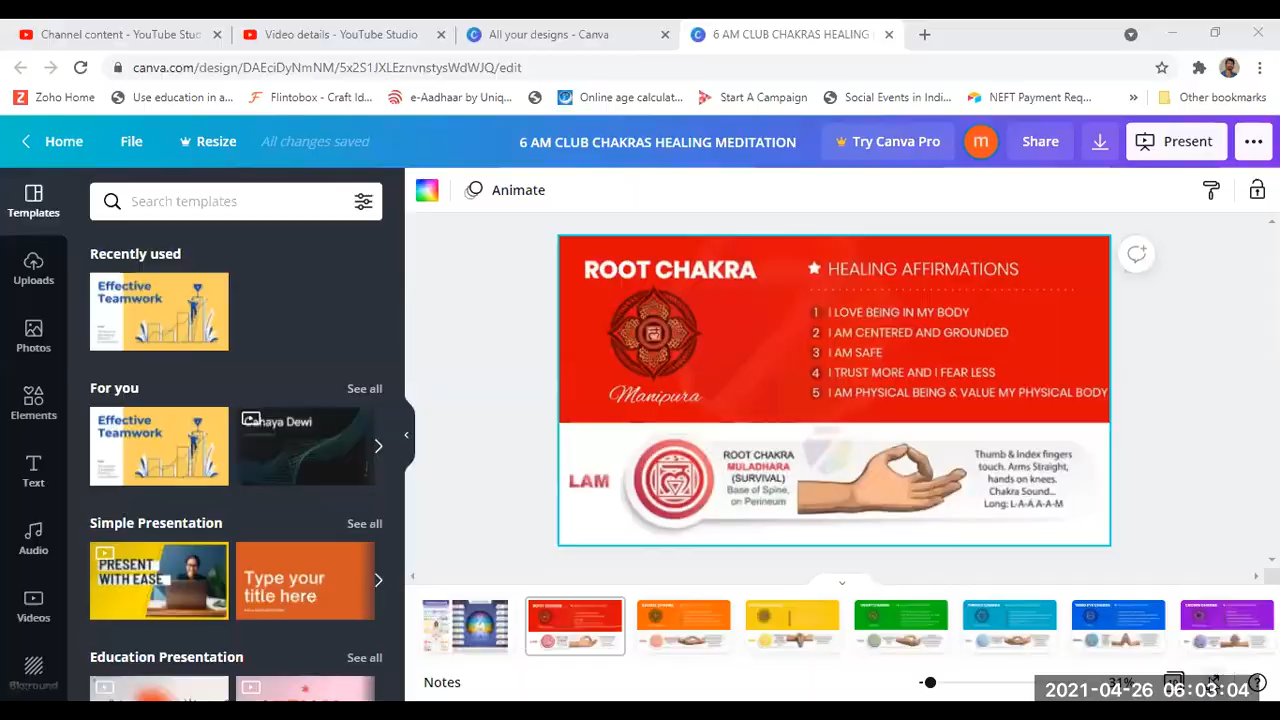 Channel content - YouTube Stud
Video details - YouTube Studio
All your designs - Canva
6 AM CLUB CHAKRAS HEALING
canva.com/design/DAEciDyNmNM/5x2S1JXLEznvnstysWdWJQ/edit
Zoho Home
Use education in a...
Flintobox - Craft Id...
e-Aadhaar by Uniq...
Online age calculat...
Start A Campaign
Social Events in Indi...
NEFT Payment Req...
Other bookmarks
Home
File
Resize
All changes saved
6 AM CLUB CHAKRAS HEALING MEDITATION
Try Canva Pro
m
Share
Present
Templates
Uploads
Photos
Elements
Text
Audio
Videos
Bkground
Search templates
Recently used
Effective
Teamwork
For you
See all
Effective
Teamwork
Cahaya Dewi
Simple Presentation
See all
PRESENT
WITH EASE
Type your
title here
Education Presentation
See all
Animate
ROOT CHAKRA
Manipura
HEALING AFFIRMATIONS
1 I LOVE BEING IN MY BODY
2 I AM CENTERED AND GROUNDED
3 I AM SAFE
4 I TRUST MORE AND I FEAR LESS
5 I AM PHYSICAL BEING & VALUE MY PHYSICAL BODY
LAM
ROOT CHAKRA
MULADHARA
(SURVIVAL)
Base of Spine,
on Perineum
Thumb & Index fingers
touch. Arms Straight,
hands on knees.
Chakra Sound...
Long: L-A-A-A-A-M
Notes
31%
2021-04-26 06:03:04